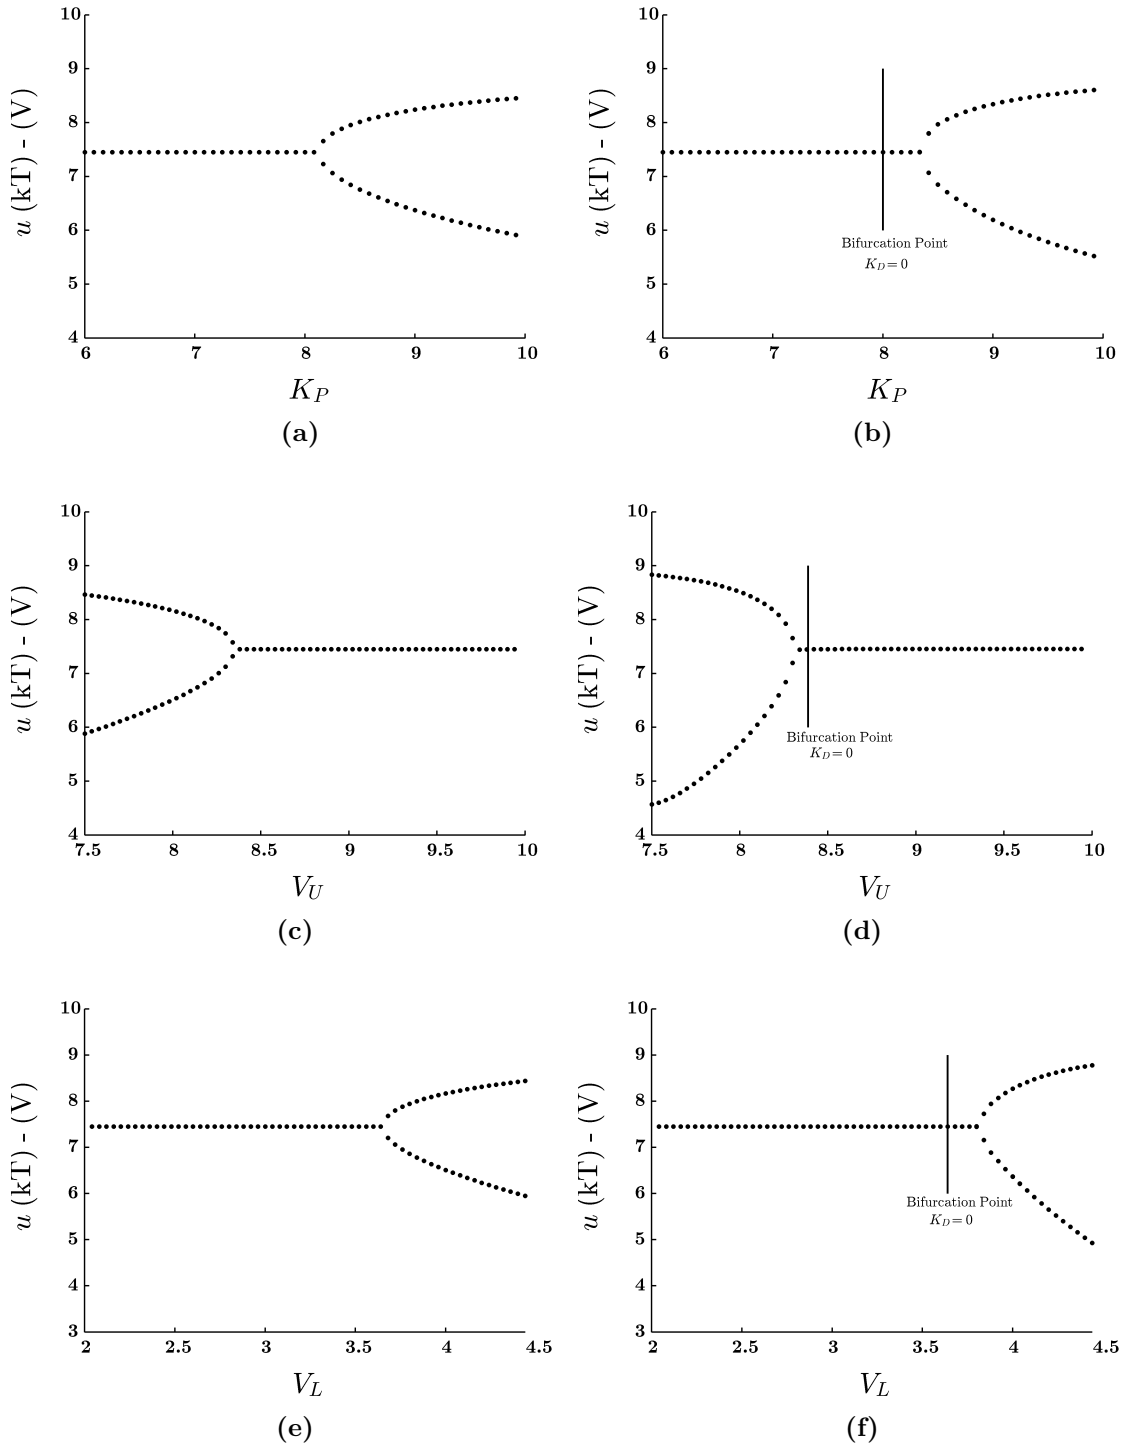 10
9
8
7
6
5
4
u (kT) - (V)
6 7 8 9 10
K_P
(a)
10
9
8
7
6
5
4
u (kT) - (V)
Bifurcation Point
K_D = 0
6 7 8 9 10
K_P
(b)
10
9
8
7
6
5
4
u (kT) - (V)
7.5 8 8.5 9 9.5 10
V_U
(c)
10
9
8
7
6
5
4
u (kT) - (V)
Bifurcation Point
K_D = 0
7.5 8 8.5 9 9.5 10
V_U
(d)
10
9
8
7
6
5
4
3
u (kT) - (V)
2 2.5 3 3.5 4 4.5
V_L
(e)
10
9
8
7
6
5
4
3
u (kT) - (V)
Bifurcation Point
K_D = 0
2 2.5 3 3.5 4 4.5
V_L
(f)